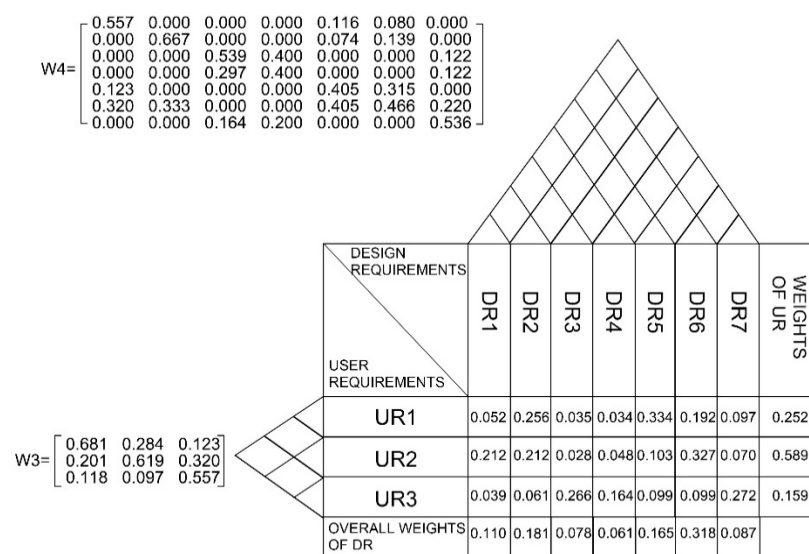 W4=
0.557 0.000 0.000 0.000 0.116 0.080 0.000
0.000 0.667 0.000 0.000 0.074 0.139 0.000
0.000 0.000 0.539 0.400 0.000 0.000 0.122
0.000 0.000 0.297 0.400 0.000 0.000 0.122
0.123 0.000 0.000 0.000 0.405 0.315 0.000
0.320 0.333 0.000 0.000 0.405 0.466 0.220
0.000 0.000 0.164 0.200 0.000 0.000 0.536
DESIGN
REQUIREMENTS
USER
REQUIREMENTS
DR1
DR2
DR3
DR4
DR5
DR6
DR7
WEIGHTS
OF UR
W3=
0.681 0.284 0.123
0.201 0.619 0.320
0.118 0.097 0.557
UR1 0.052 0.256 0.035 0.034 0.334 0.192 0.097 0.252
UR2 0.212 0.212 0.028 0.048 0.103 0.327 0.070 0.589
UR3 0.039 0.061 0.266 0.164 0.099 0.099 0.272 0.159
OVERALL WEIGHTS
OF DR
0.110 0.181 0.078 0.061 0.165 0.318 0.087